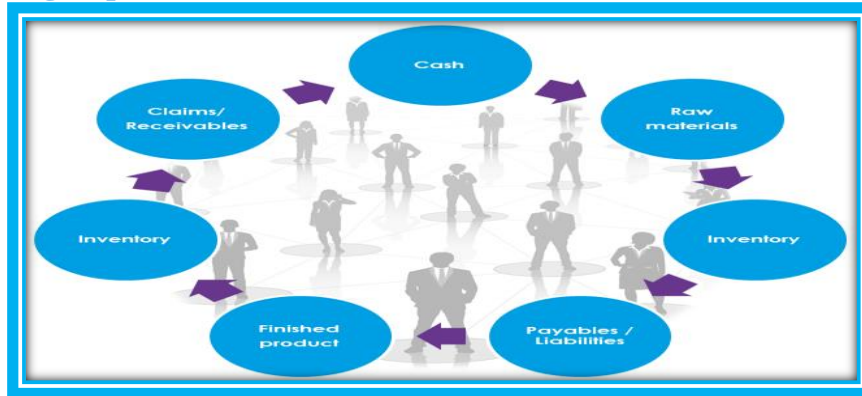 Cash
Raw
materials
Inventory
Payables /
Liabilities
Finished
product
Inventory
Claims/
Receivables